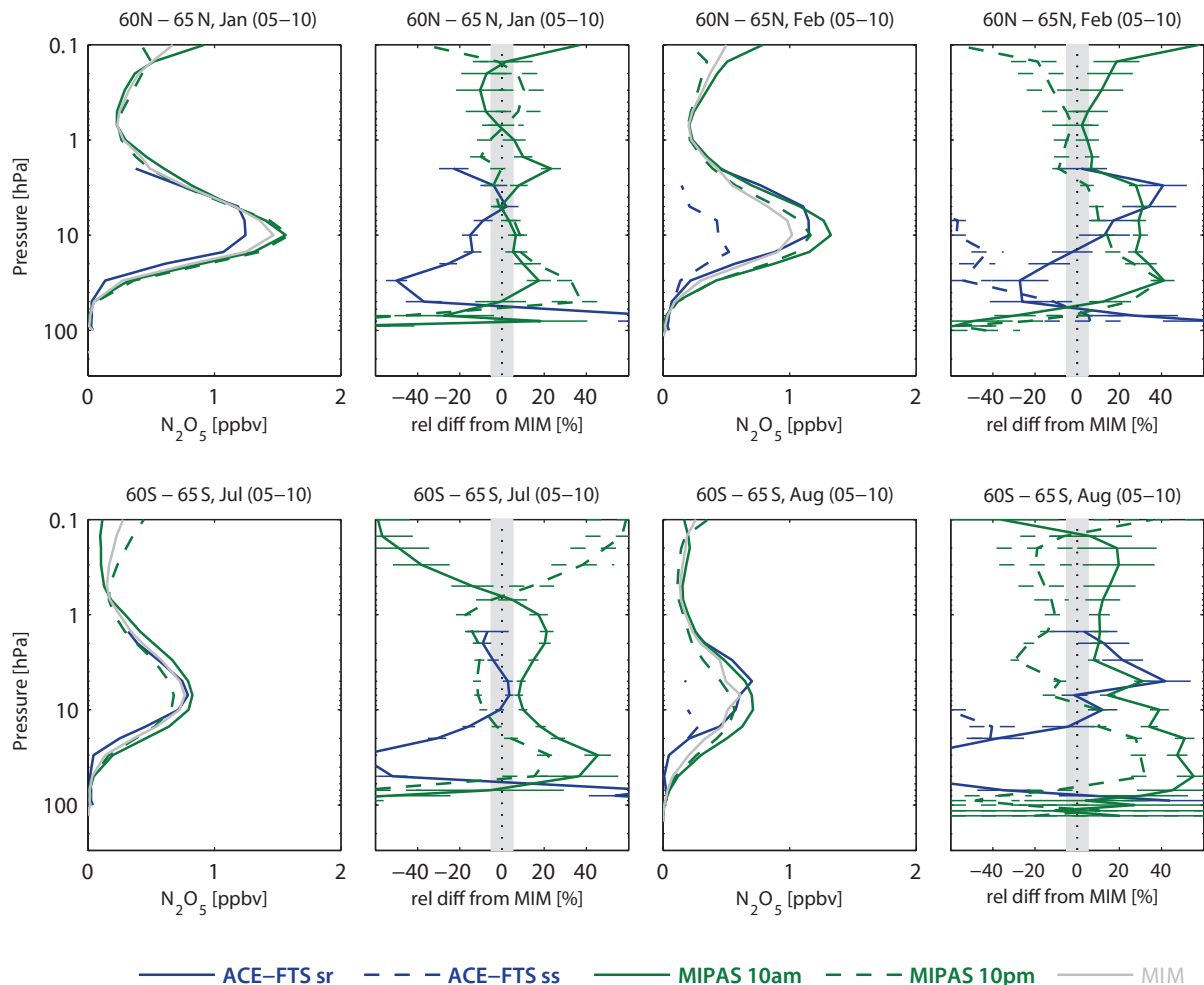 60N − 65 N, Jan (05−10)
60N − 65 N, Jan (05−10)
60N − 65N, Feb (05−10)
60N − 65N, Feb (05−10)
0.1
1
10
100
Pressure [hPa]
0 1 2
−40 −20 0 20 40
0 1 2
−40 −20 0 20 40
N2O5 [ppbv]
rel diff from MIM [%]
N2O5 [ppbv]
rel diff from MIM [%]
60S − 65 S, Jul (05−10)
60S − 65 S, Jul (05−10)
60S − 65 S, Aug (05−10)
60S − 65 S, Aug (05−10)
0.1
1
10
100
Pressure [hPa]
0 1 2
−40 −20 0 20 40
0 1 2
−40 −20 0 20 40
N2O5 [ppbv]
rel diff from MIM [%]
N2O5 [ppbv]
rel diff from MIM [%]
ACE−FTS sr ACE−FTS ss MIPAS 10am MIPAS 10pm MIM